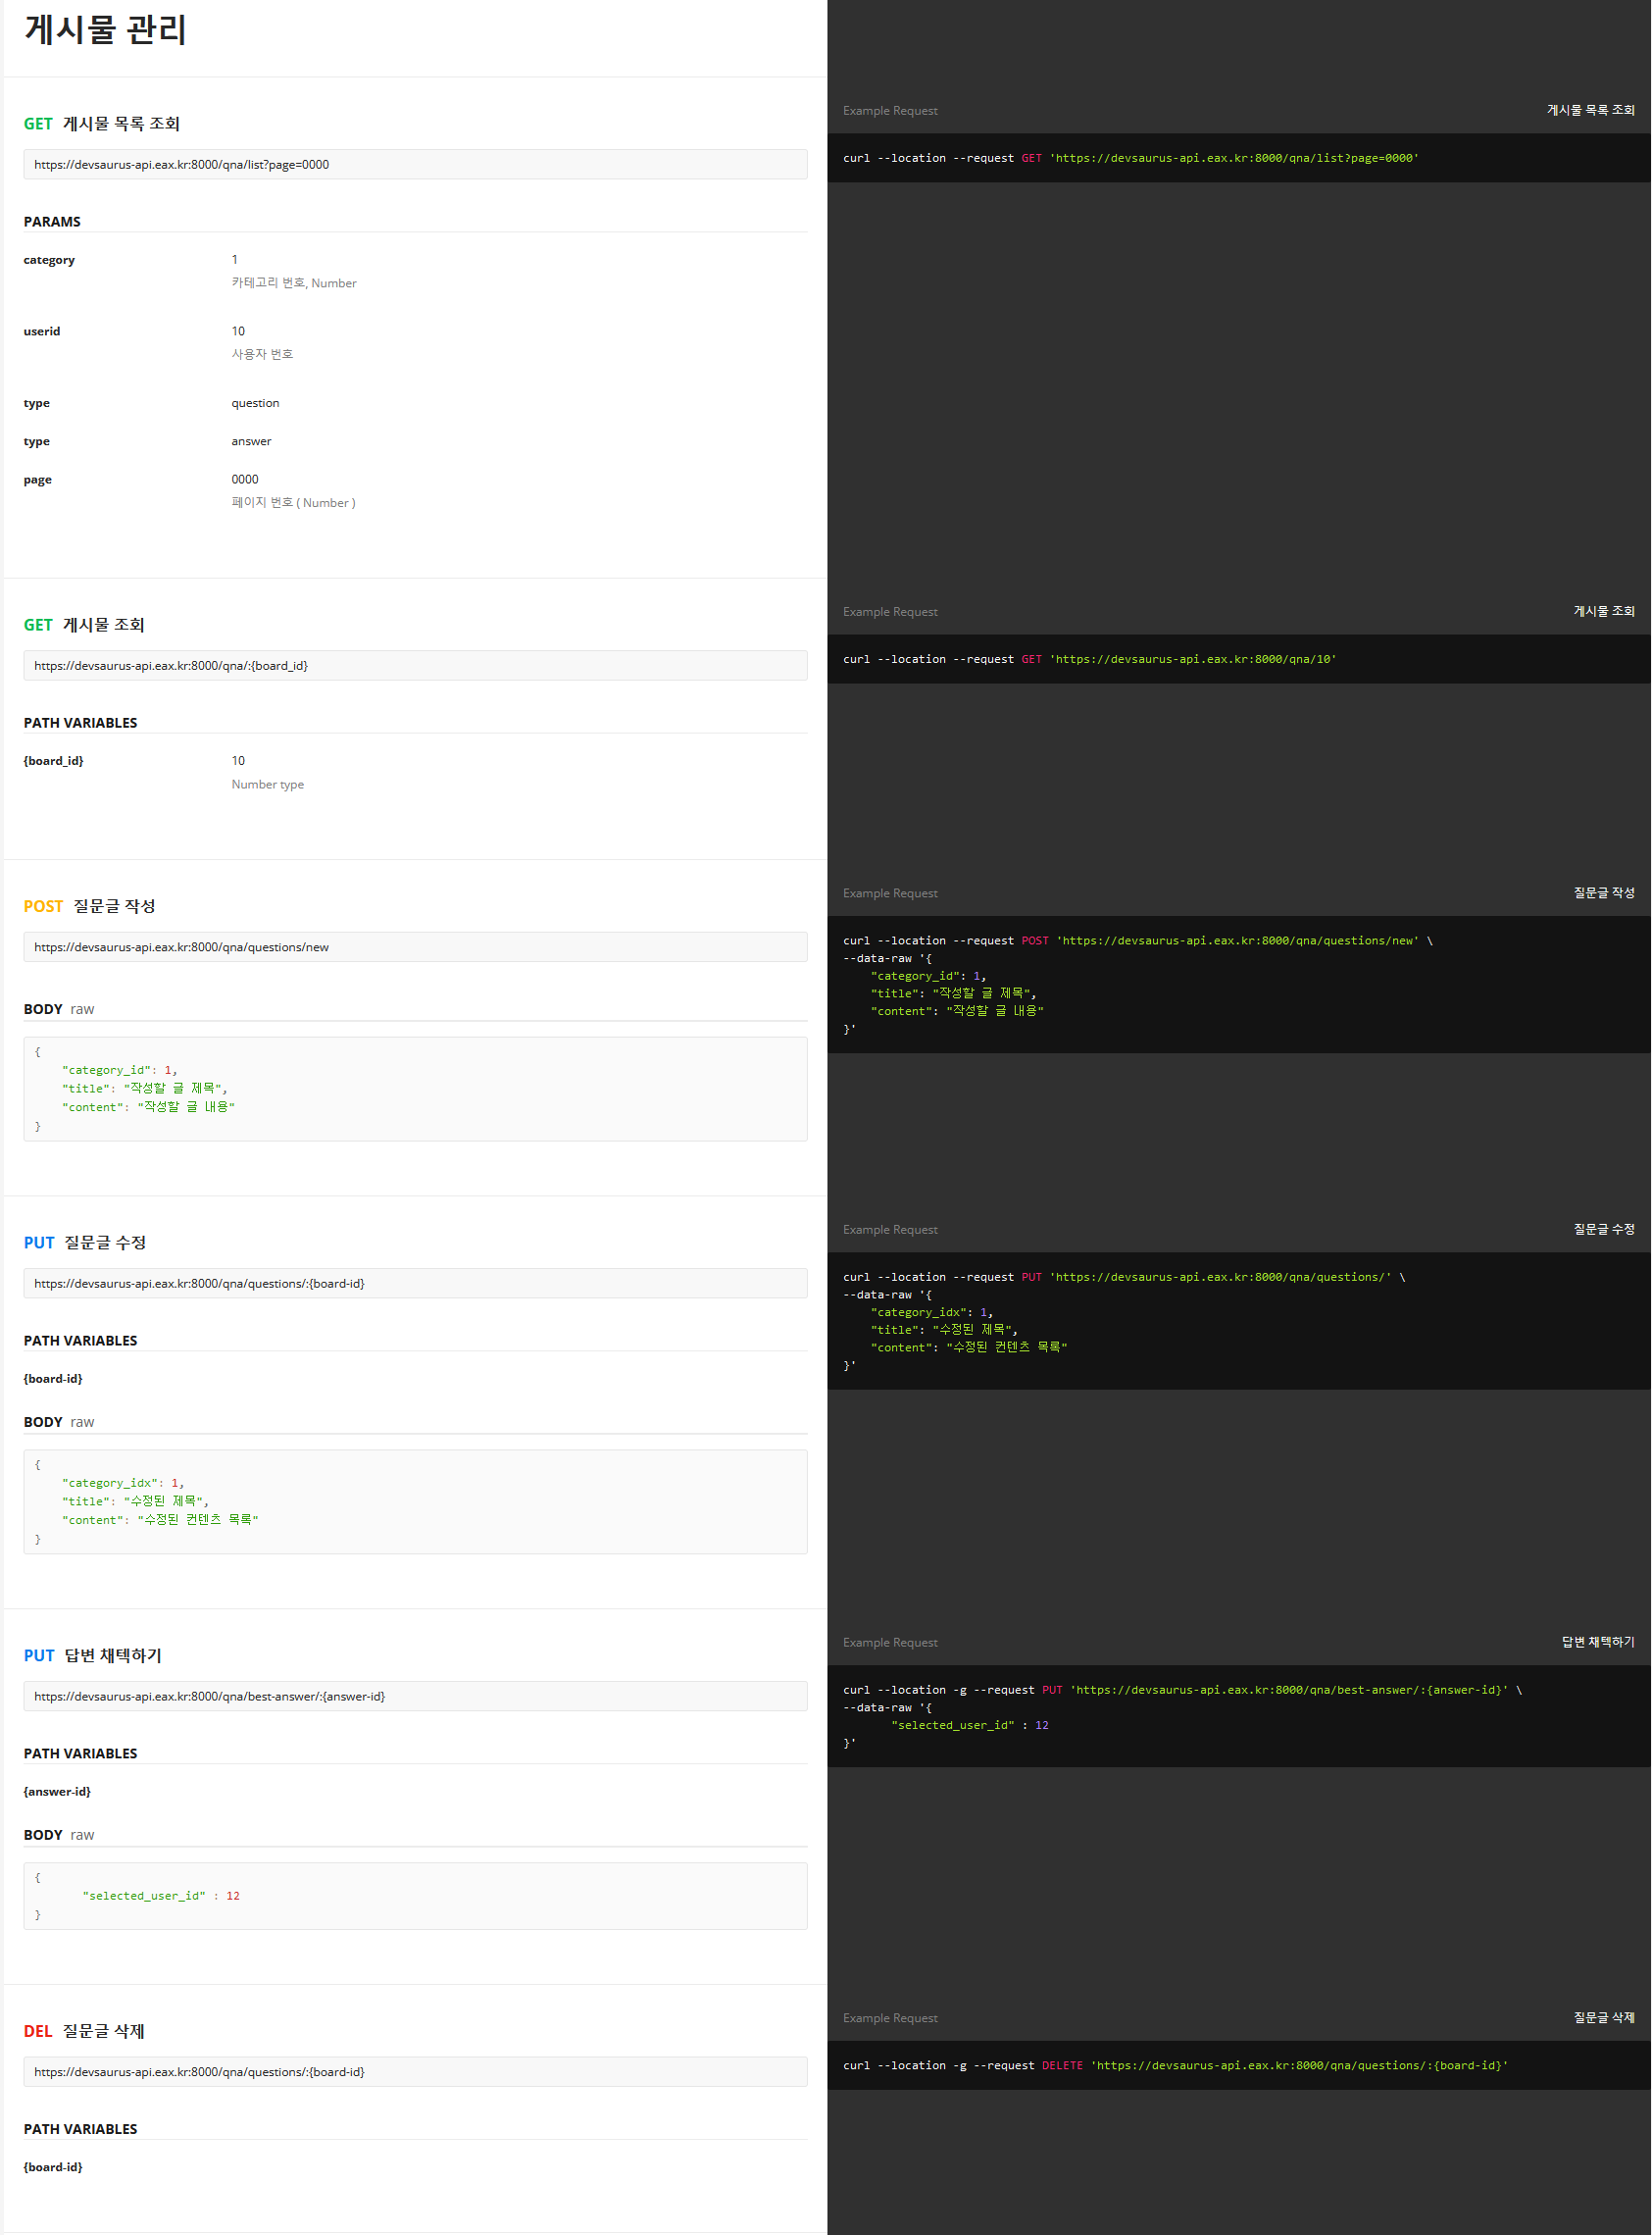 게시물 관리
GET 게시물 목록 조회
https://devsaurus-api.eax.kr:8000/qna/list?page=0000
PARAMS
category 1
카테고리 번호, Number
userid 10
사용자 번호
type question
type answer
page 0000
페이지 번호 ( Number )
Example Request 게시물 목록 조회
curl --location --request GET 'https://devsaurus-api.eax.kr:8000/qna/list?page=0000'
GET 게시물 조회
https://devsaurus-api.eax.kr:8000/qna/:{board_id}
PATH VARIABLES
{board_id} 10
Number type
Example Request 게시물 조회
curl --location --request GET 'https://devsaurus-api.eax.kr:8000/qna/10'
POST 질문글 작성
https://devsaurus-api.eax.kr:8000/qna/questions/new
BODY raw
{
"category_id": 1,
"title": "작성할 글 제목",
"content": "작성할 글 내용"
}
Example Request 질문글 작성
curl --location --request POST 'https://devsaurus-api.eax.kr:8000/qna/questions/new' \
--data-raw '{
"category_id": 1,
"title": "작성할 글 제목",
"content": "작성할 글 내용"
}'
PUT 질문글 수정
https://devsaurus-api.eax.kr:8000/qna/questions/:{board-id}
PATH VARIABLES
{board-id}
BODY raw
{
"category_idx": 1,
"title": "수정된 제목",
"content": "수정된 컨텐츠 목록"
}
Example Request 질문글 수정
curl --location --request PUT 'https://devsaurus-api.eax.kr:8000/qna/questions/' \
--data-raw '{
"category_idx": 1,
"title": "수정된 제목",
"content": "수정된 컨텐츠 목록"
}'
PUT 답변 채텍하기
https://devsaurus-api.eax.kr:8000/qna/best-answer/:{answer-id}
PATH VARIABLES
{answer-id}
BODY raw
{
"selected_user_id" : 12
}
Example Request 답변 채텍하기
curl --location -g --request PUT 'https://devsaurus-api.eax.kr:8000/qna/best-answer/:{answer-id}' \
--data-raw '{
"selected_user_id" : 12
}'
DEL 질문글 삭제
https://devsaurus-api.eax.kr:8000/qna/questions/:{board-id}
PATH VARIABLES
{board-id}
Example Request 질문글 삭제
curl --location -g --request DELETE 'https://devsaurus-api.eax.kr:8000/qna/questions/:{board-id}'